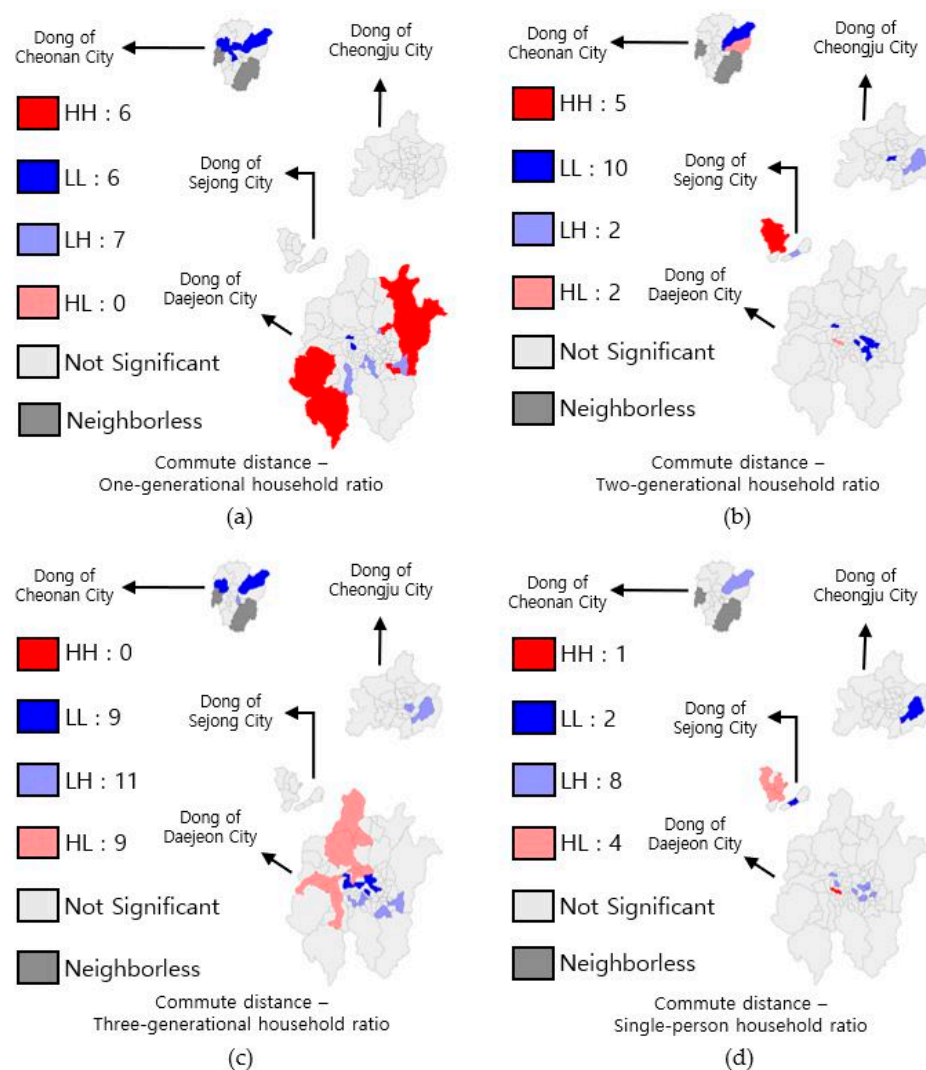 Dong of
Cheonan City
Dong of
Cheongju City
HH : 6
LL : 6
Dong of
Sejong City
LH : 7
Dong of
Daejeon City
HL : 0
Not Significant
Neighborless
Commute distance –
One-generational household ratio
(a)
Dong of
Cheonan City
Dong of
Cheongju City
HH : 5
LL : 10
Dong of
Sejong City
LH : 2
Dong of
Daejeon City
HL : 2
Not Significant
Neighborless
Commute distance –
Two-generational household ratio
(b)
Dong of
Cheonan City
Dong of
Cheongju City
HH : 0
LL : 9
Dong of
Sejong City
LH : 11
Dong of
Daejeon City
HL : 9
Not Significant
Neighborless
Commute distance –
Three-generational household ratio
(c)
Dong of
Cheonan City
Dong of
Cheongju City
HH : 1
LL : 2
Dong of
Sejong City
LH : 8
Dong of
Daejeon City
HL : 4
Not Significant
Neighborless
Commute distance –
Single-person household ratio
(d)